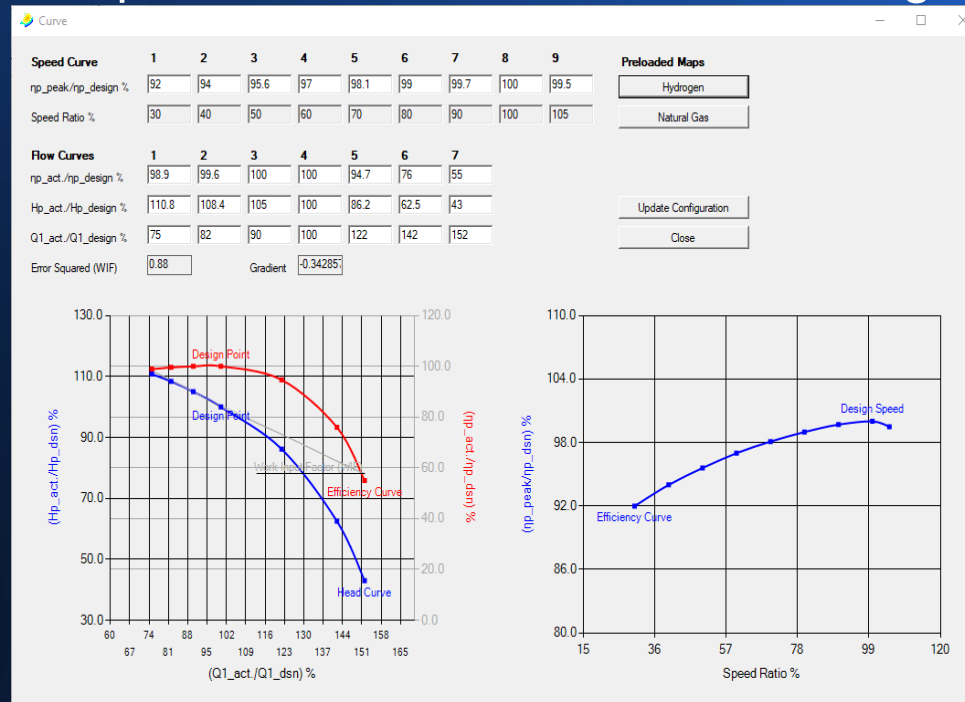 Curve
Speed Curve 1 2 3 4 5 6 7 8 9
ηp_peak/ηp_design % 92 94 95.6 97 98.1 99 99.7 100 99.5
Speed Ratio % 30 40 50 60 70 80 90 100 105
Preloaded Maps
Hydrogen
Natural Gas
Flow Curves 1 2 3 4 5 6 7
ηp_act./ηp_design % 98.9 99.6 100 100 94.7 76 55
Hp_act./Hp_design % 110.8 108.4 105 100 86.2 62.5 43
Q1_act./Q1_design % 75 82 90 100 122 142 152
Error Squared (WIF) 0.88 Gradient -0.34285
Update Configuration
Close
130.0
110.0
90.0
70.0
50.0
30.0
(Hp_act./Hp_dsn) %
120.0
100.0
80.0
60.0
40.0
20.0
0.0
(ηp_act./ηp_dsn) %
Design Point
Design Point
Work Input Factor
Efficiency Curve
Head Curve
60 74 88 102 116 130 144 158
67 81 95 109 123 137 151 165
(Q1_act./Q1_dsn) %
110.0
104.0
98.0
92.0
86.0
80.0
(ηp_peak/ηp_dsn) %
Design Speed
Efficiency Curve
15 36 57 78 99 120
Speed Ratio %